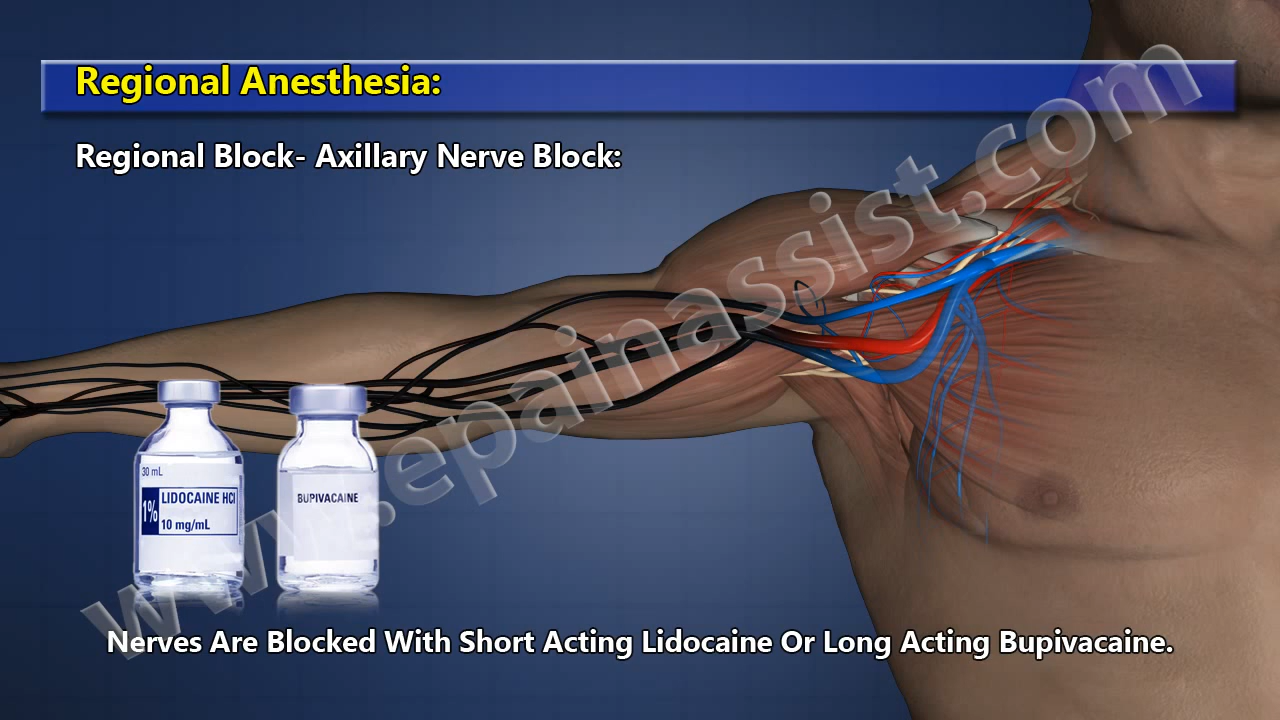 Regional Anesthesia:
Regional Block- Axillary Nerve Block:
www.epainassist.com
30 mL
1%
LIDOCAINE HCl
10 mg/mL
BUPIVACAINE
Nerves Are Blocked With Short Acting Lidocaine Or Long Acting Bupivacaine.